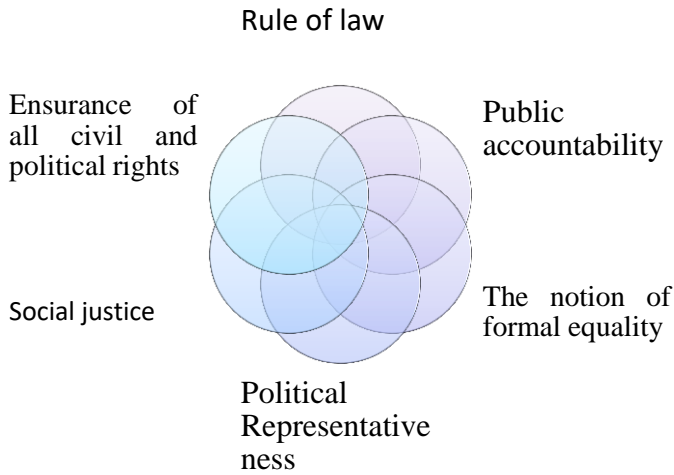 Rule of law
Ensurance of
all civil and
political rights
Public
accountability
Social justice
The notion of
formal equality
Political
Representative
ness